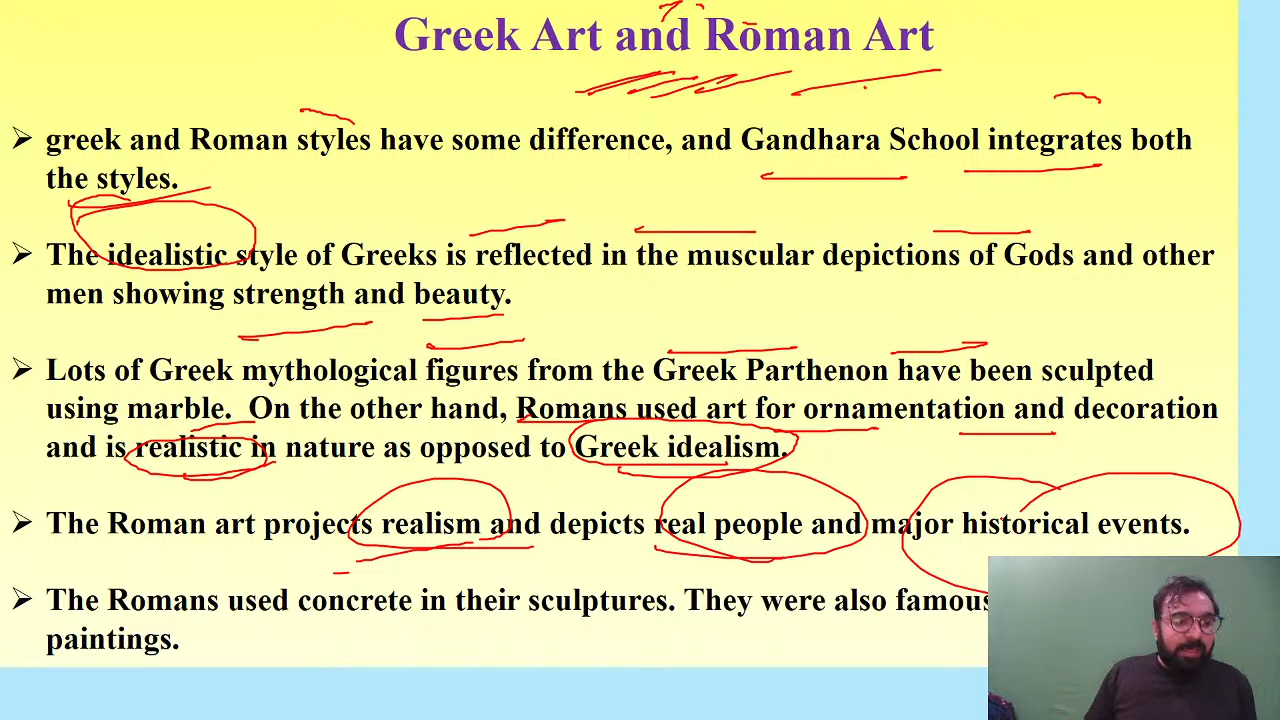 Greek Art and Roman Art
➢ greek and Roman styles have some difference, and Gandhara School integrates both
the styles.
➢ The idealistic style of Greeks is reflected in the muscular depictions of Gods and other
men showing strength and beauty.
➢ Lots of Greek mythological figures from the Greek Parthenon have been sculpted
using marble. On the other hand, Romans used art for ornamentation and decoration
and is realistic in nature as opposed to Greek idealism.
➢ The Roman art projects realism and depicts real people and major historical events.
➢ The Romans used concrete in their sculptures. They were also famous
paintings.